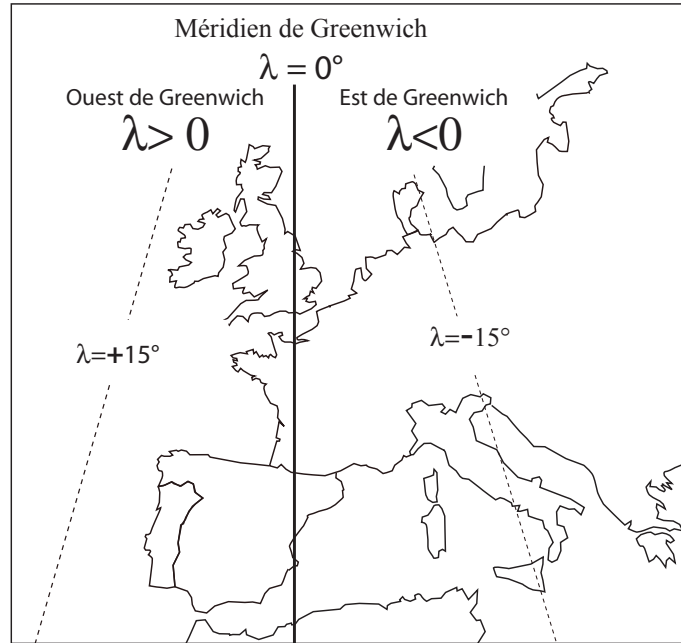 Méridien de Greenwich
λ = 0°
Ouest de Greenwich
λ> 0
Est de Greenwich
λ<0
λ=+15°
λ=-15°